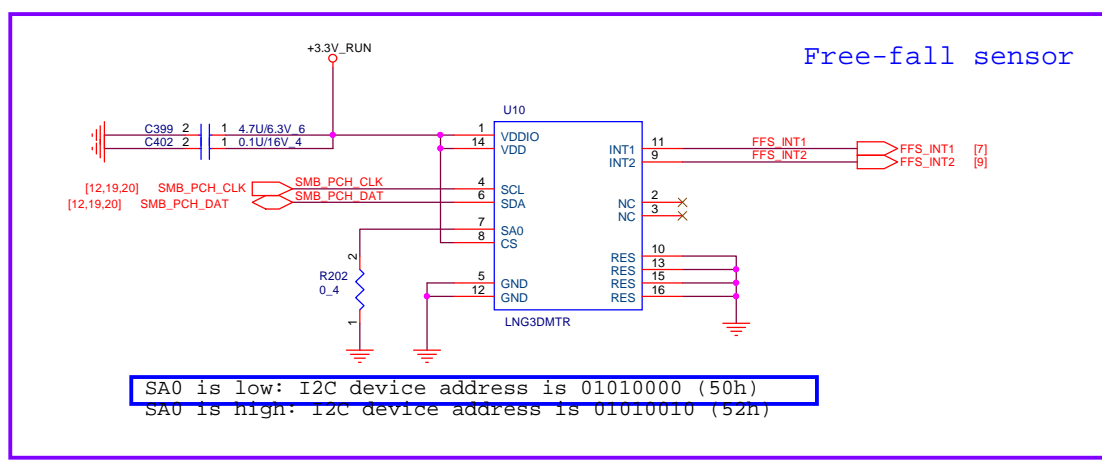 Free-fall sensor
+3.3V_RUN
U10
C399 2 1 4.7U/6.3V_6
C402 2 1 0.1U/16V_4
1 VDDIO
14 VDD
INT1 11 FFS_INT1 FFS_INT1 [7]
INT2 9 FFS_INT2 FFS_INT2 [9]
[12,19,20] SMB_PCH_CLK SMB_PCH_CLK 4 SCL
[12,19,20] SMB_PCH_DAT SMB_PCH_DAT 6 SDA
NC 2
NC 3
7 SA0
8 CS
RES 10
RES 13
RES 15
RES 16
2
R202
0_4
1
5 GND
12 GND
LNG3DMTR
SA0 is low: I2C device address is 01010000 (50h)
SA0 is high: I2C device address is 01010010 (52h)